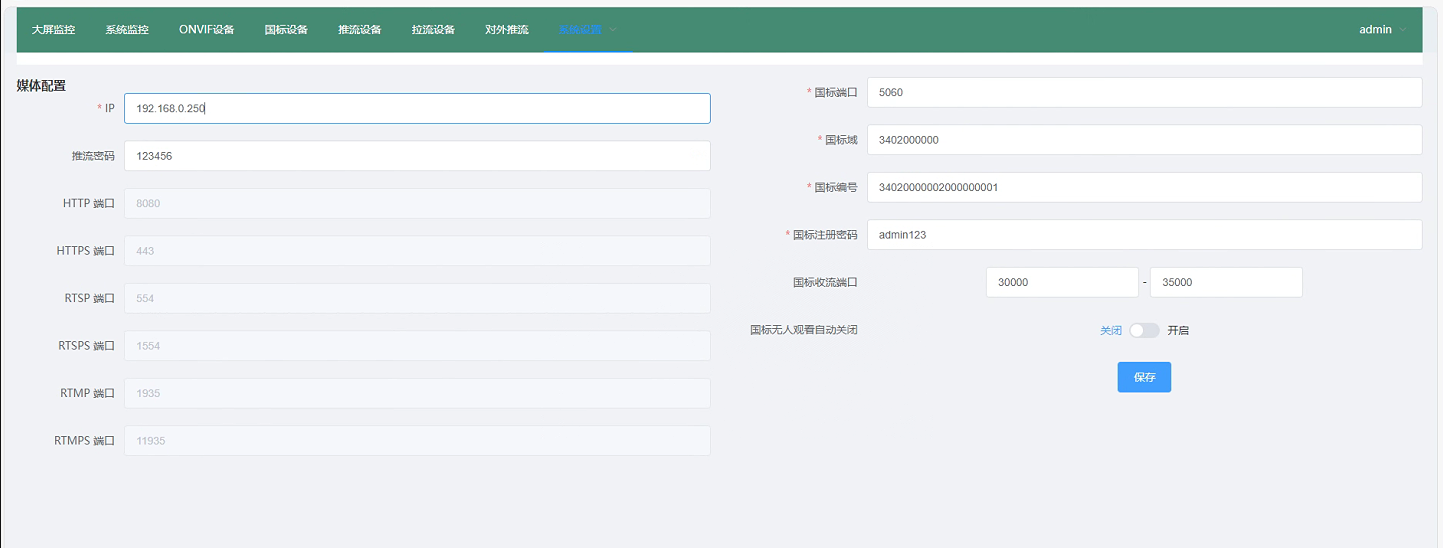 大屏监控 系统监控 ONVIF设备 国标设备 推流设备 拉流设备 对外推流 系统设置 admin
媒体配置
* IP 192.168.0.250
推流密码 123456
HTTP 端口 8080
HTTPS 端口 443
RTSP 端口 554
RTSPS 端口 1554
RTMP 端口 1935
RTMPS 端口 11935
* 国标端口 5060
* 国标域 3402000000
* 国标编号 34020000002000000001
* 国标注册密码 admin123
国标收流端口 30000 - 35000
国标无人观看自动关闭 关闭 开启
保存